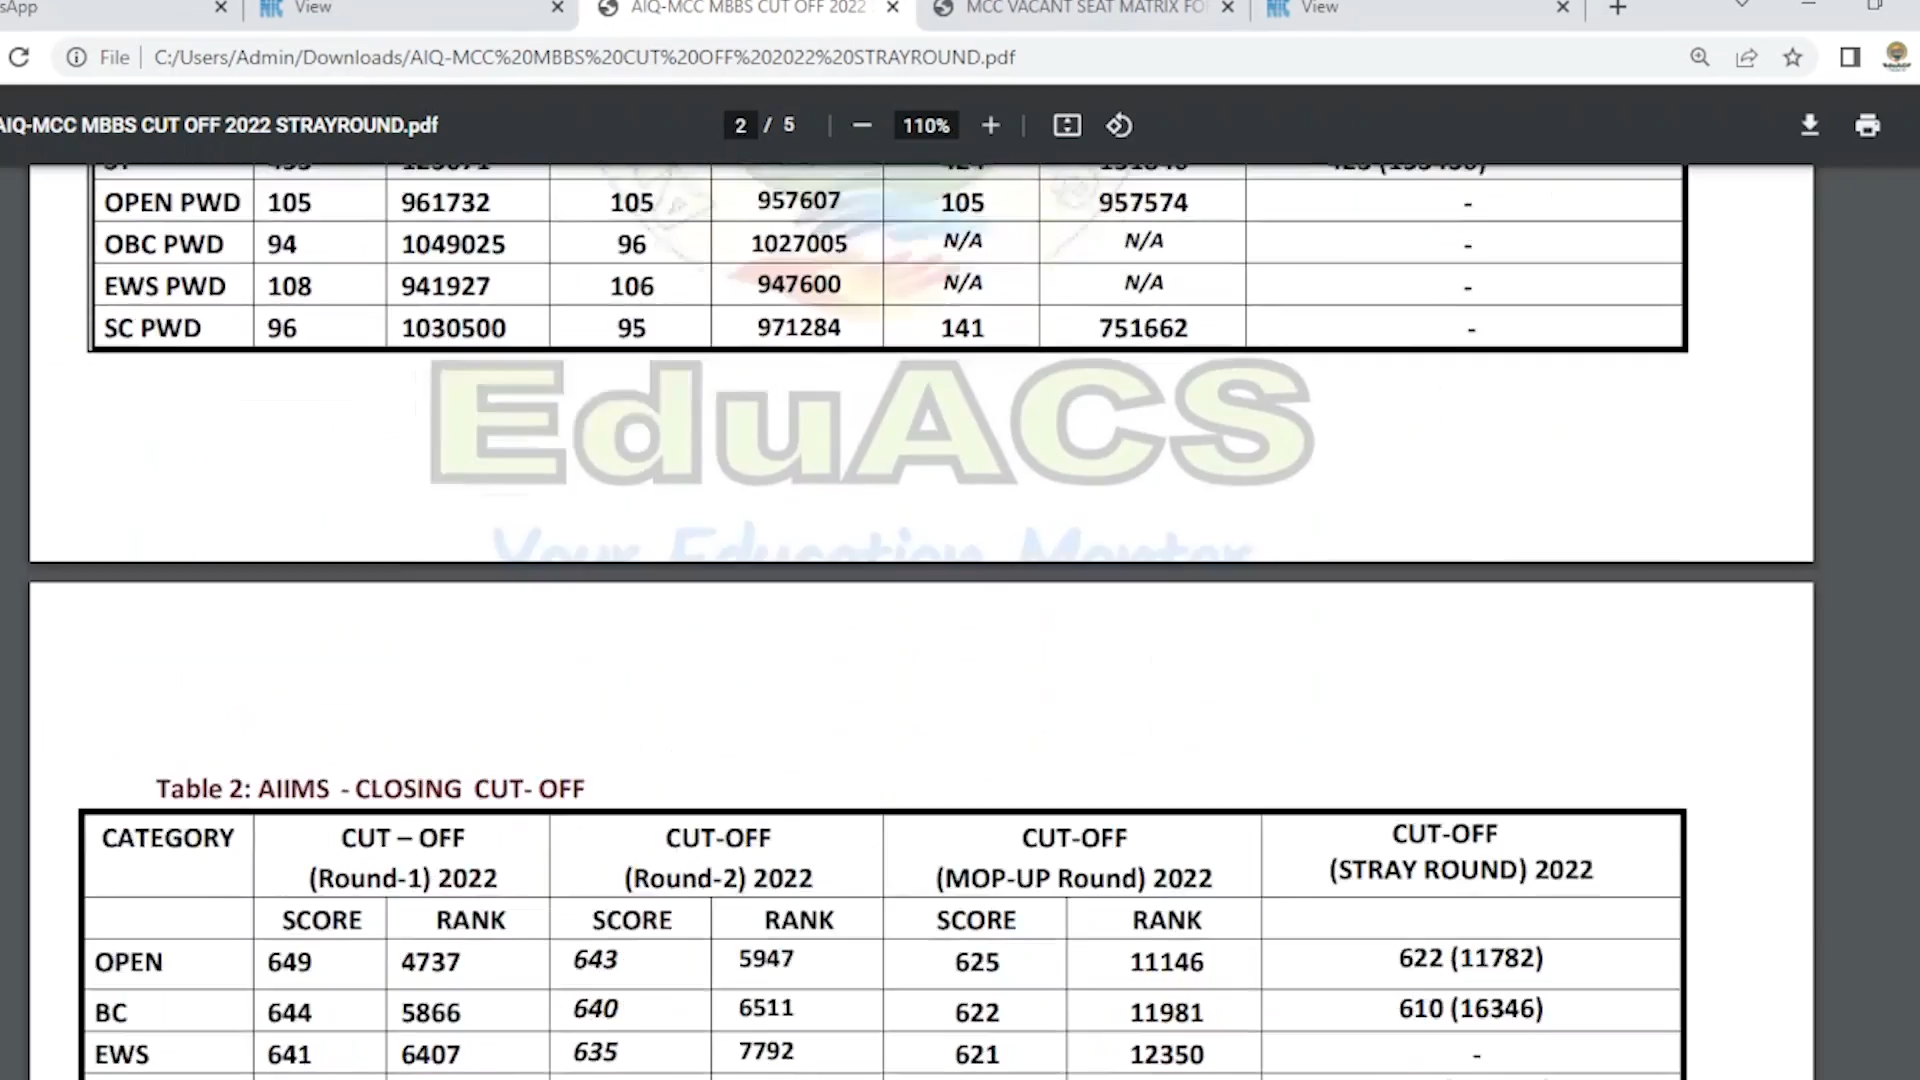 sApp
NIC View
AIQ-MCC MBBS CUT OFF 2022
MCC VACANT SEAT MATRIX FO
NIC View
File C:/Users/Admin/Downloads/AIQ-MCC%20MBBS%20CUT%20OFF%202022%20STRAYROUND.pdf
AIQ-MCC MBBS CUT OFF 2022 STRAYROUND.pdf 2 / 5 110%
OPEN PWD 105 961732 105 957607 105 957574 -
OBC PWD 94 1049025 96 1027005 N/A N/A -
EWS PWD 108 941927 106 947600 N/A N/A -
SC PWD 96 1030500 95 971284 141 751662 -
EduACS
Your Education Mentor
Table 2: AIIMS - CLOSING CUT- OFF
CATEGORY CUT – OFF (Round-1) 2022 CUT-OFF (Round-2) 2022 CUT-OFF (MOP-UP Round) 2022 CUT-OFF (STRAY ROUND) 2022
SCORE RANK SCORE RANK SCORE RANK
OPEN 649 4737 643 5947 625 11146 622 (11782)
BC 644 5866 640 6511 622 11981 610 (16346)
EWS 641 6407 635 7792 621 12350 -